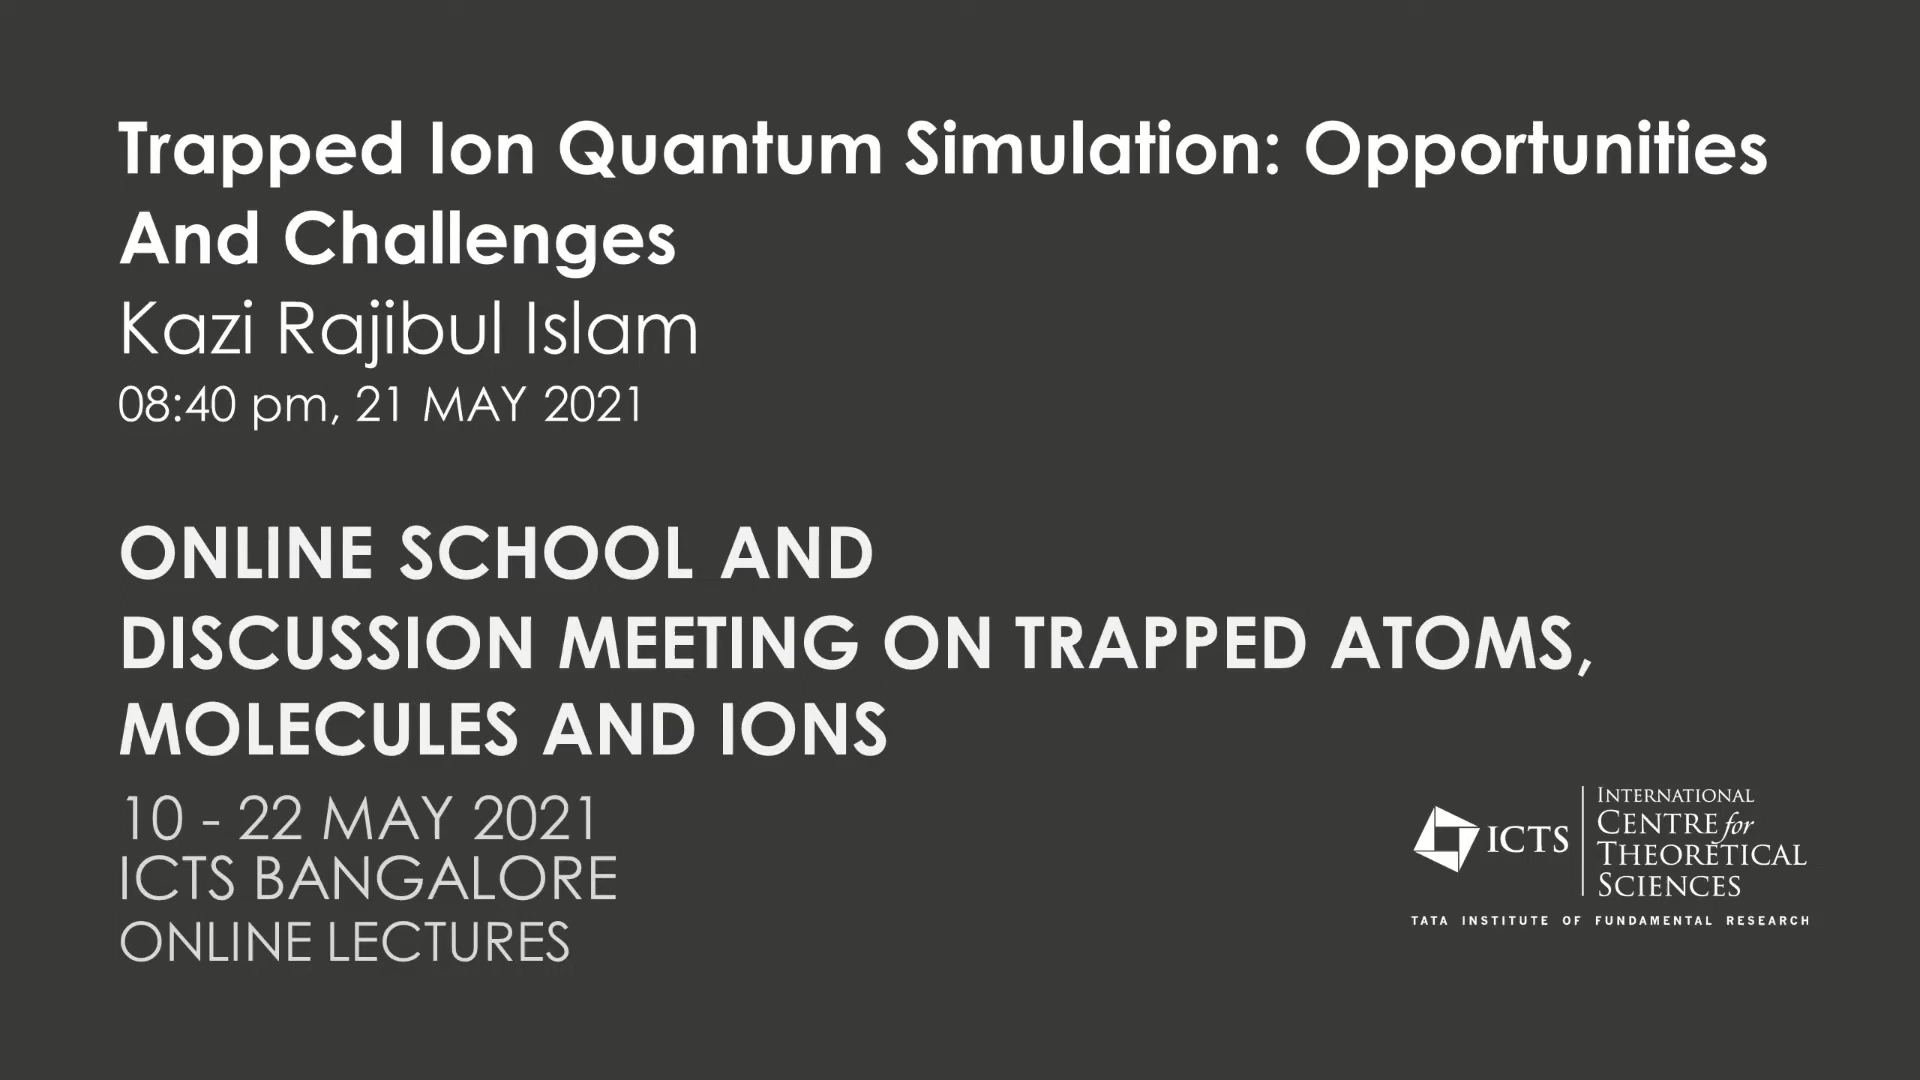 Trapped Ion Quantum Simulation: Opportunities
And Challenges
Kazi Rajibul Islam
08:40 pm, 21 MAY 2021
ONLINE SCHOOL AND
DISCUSSION MEETING ON TRAPPED ATOMS,
MOLECULES AND IONS
10 - 22 MAY 2021
ICTS BANGALORE
ONLINE LECTURES
ICTS
INTERNATIONAL
CENTRE for
THEORETICAL
SCIENCES
TATA INSTITUTE OF FUNDAMENTAL RESEARCH